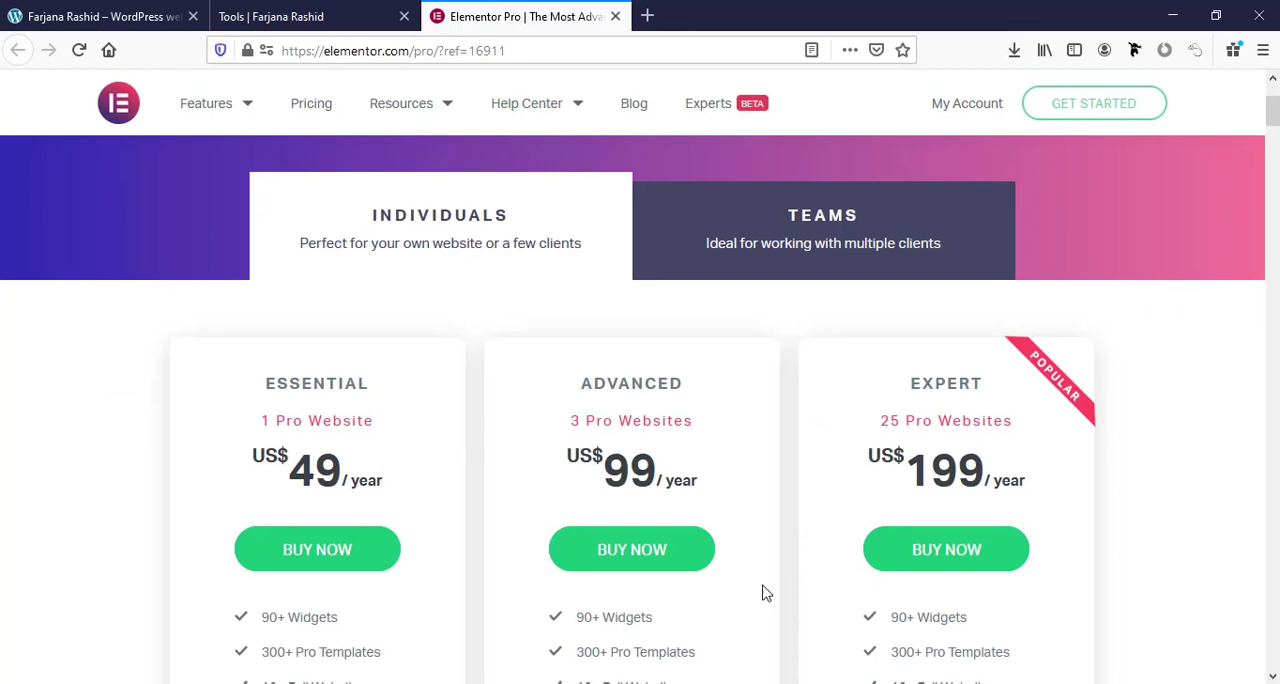 Farjana Rashid – WordPress we
Tools | Farjana Rashid
Elementor Pro | The Most Adva
https://elementor.com/pro/?ref=16911
Features
Pricing
Resources
Help Center
Blog
Experts BETA
My Account
GET STARTED
INDIVIDUALS
Perfect for your own website or a few clients
TEAMS
Ideal for working with multiple clients
ESSENTIAL
1 Pro Website
US$49/ year
BUY NOW
90+ Widgets
300+ Pro Templates
ADVANCED
3 Pro Websites
US$99/ year
BUY NOW
90+ Widgets
300+ Pro Templates
POPULAR
EXPERT
25 Pro Websites
US$199/ year
BUY NOW
90+ Widgets
300+ Pro Templates